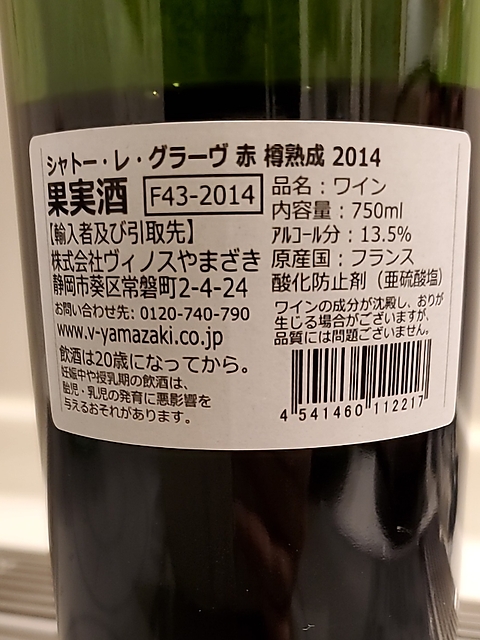 シャトー・レ・グラーヴ 赤 樽熟成 2014
果実酒 F43-2014
【輸入者及び引取先】
株式会社ヴィノスやまざき
静岡市葵区常磐町2-4-24
お問い合わせ先: 0120-740-790
www.v-yamazaki.co.jp
飲酒は20歳になってから。
妊娠中や授乳期の飲酒は、
胎児・乳児の発育に悪影響を
与えるおそれがあります。
品名：ワイン
内容量：750ml
アルコール分：13.5%
原産国：フランス
酸化防止剤（亜硫酸塩）
ワインの成分が沈殿し、おりが
生じる場合がございますが、
品質には問題ございません。
4 541460 112217